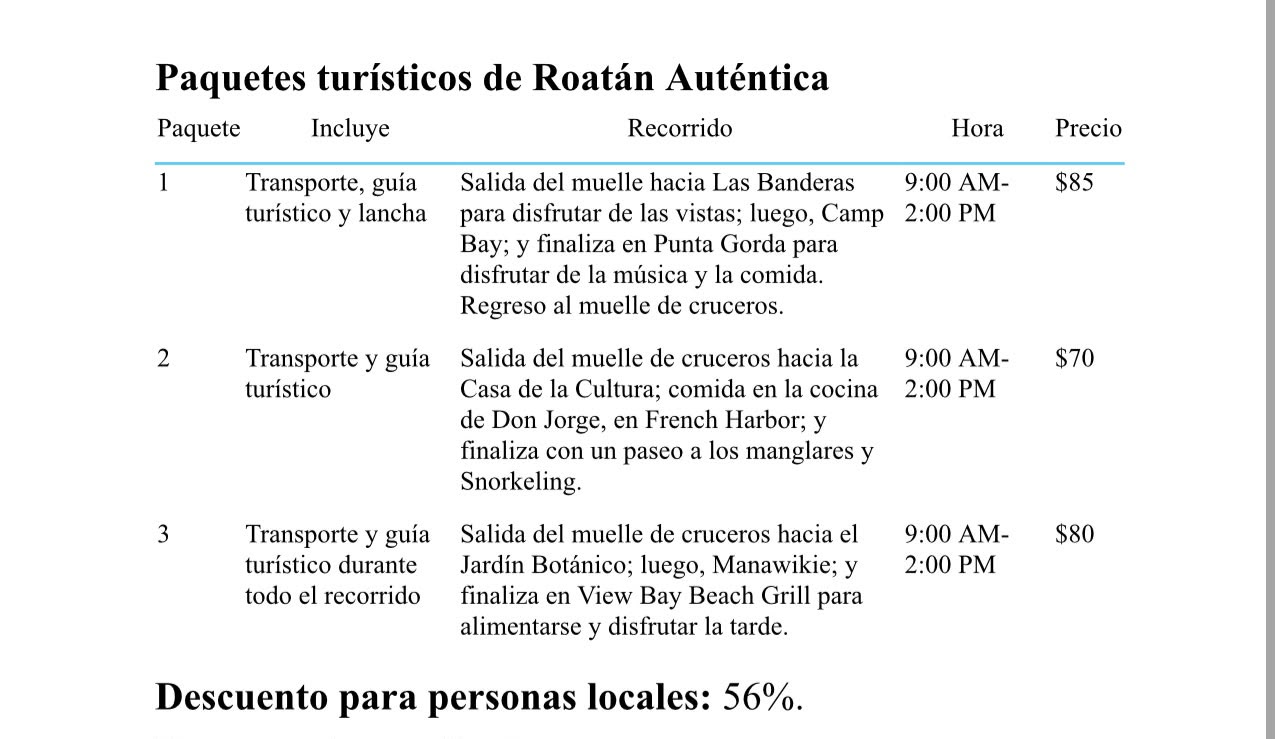 Paquetes turísticos de Roatán Auténtica
Paquete Incluye Recorrido Hora Precio
1 Transporte, guía Salida del muelle hacia Las Banderas 9:00 AM- $85
turístico y lancha para disfrutar de las vistas; luego, Camp 2:00 PM
Bay; y finaliza en Punta Gorda para
disfrutar de la música y la comida.
Regreso al muelle de cruceros.
2 Transporte y guía Salida del muelle de cruceros hacia la 9:00 AM- $70
turístico Casa de la Cultura; comida en la cocina 2:00 PM
de Don Jorge, en French Harbor; y
finaliza con un paseo a los manglares y
Snorkeling.
3 Transporte y guía Salida del muelle de cruceros hacia el 9:00 AM- $80
turístico durante Jardín Botánico; luego, Manawikie; y 2:00 PM
todo el recorrido finaliza en View Bay Beach Grill para
alimentarse y disfrutar la tarde.
Descuento para personas locales: 56%.